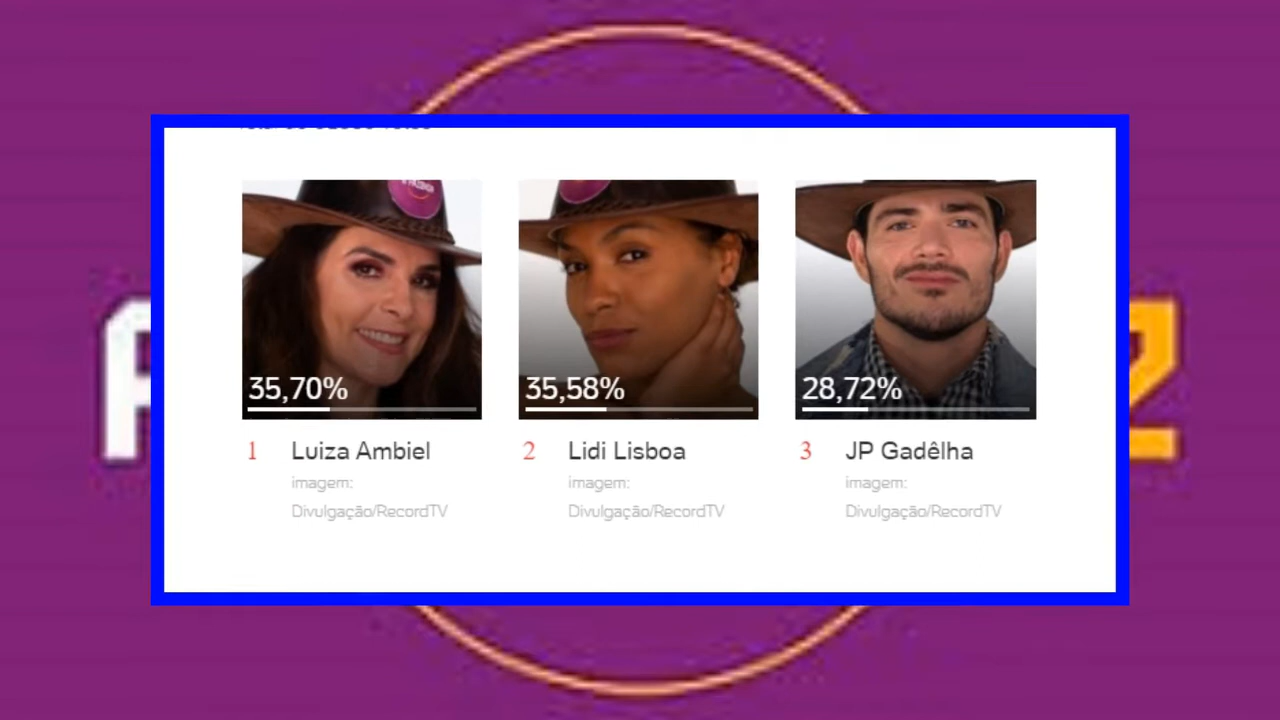 35,70%
35,58%
28,72%
1 Luiza Ambiel
2 Lidi Lisboa
3 JP Gadêlha
imagem:
imagem:
imagem:
Divulgação/RecordTV
Divulgação/RecordTV
Divulgação/RecordTV